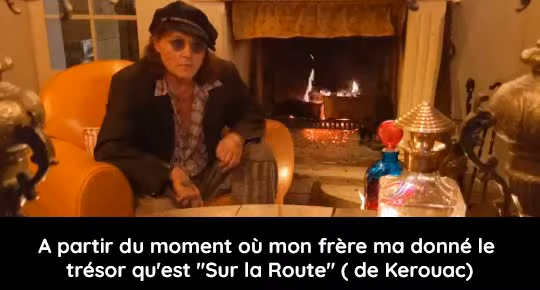 A partir du moment où mon frère ma donné le
trésor qu'est "Sur la Route" ( de Kerouac)